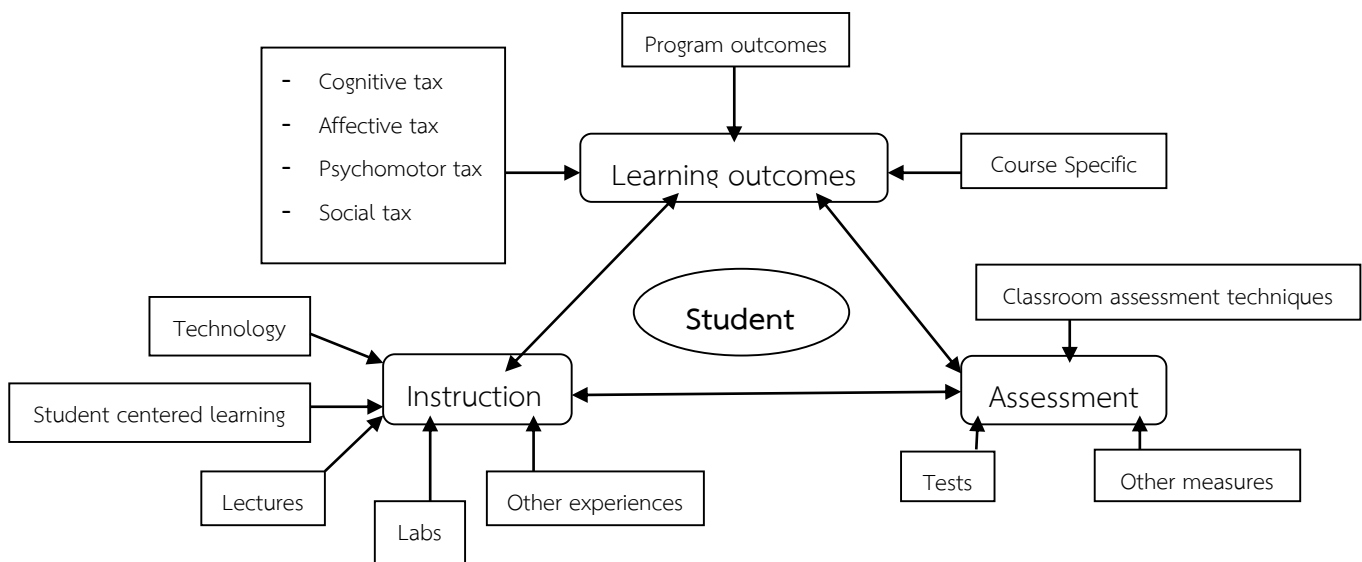 Program outcomes
- Cognitive tax
- Affective tax
- Psychomotor tax
- Social tax
Learning outcomes
Course Specific
Classroom assessment techniques
Student
Technology
Instruction
Assessment
Student centered learning
Lectures
Labs
Other experiences
Tests
Other measures